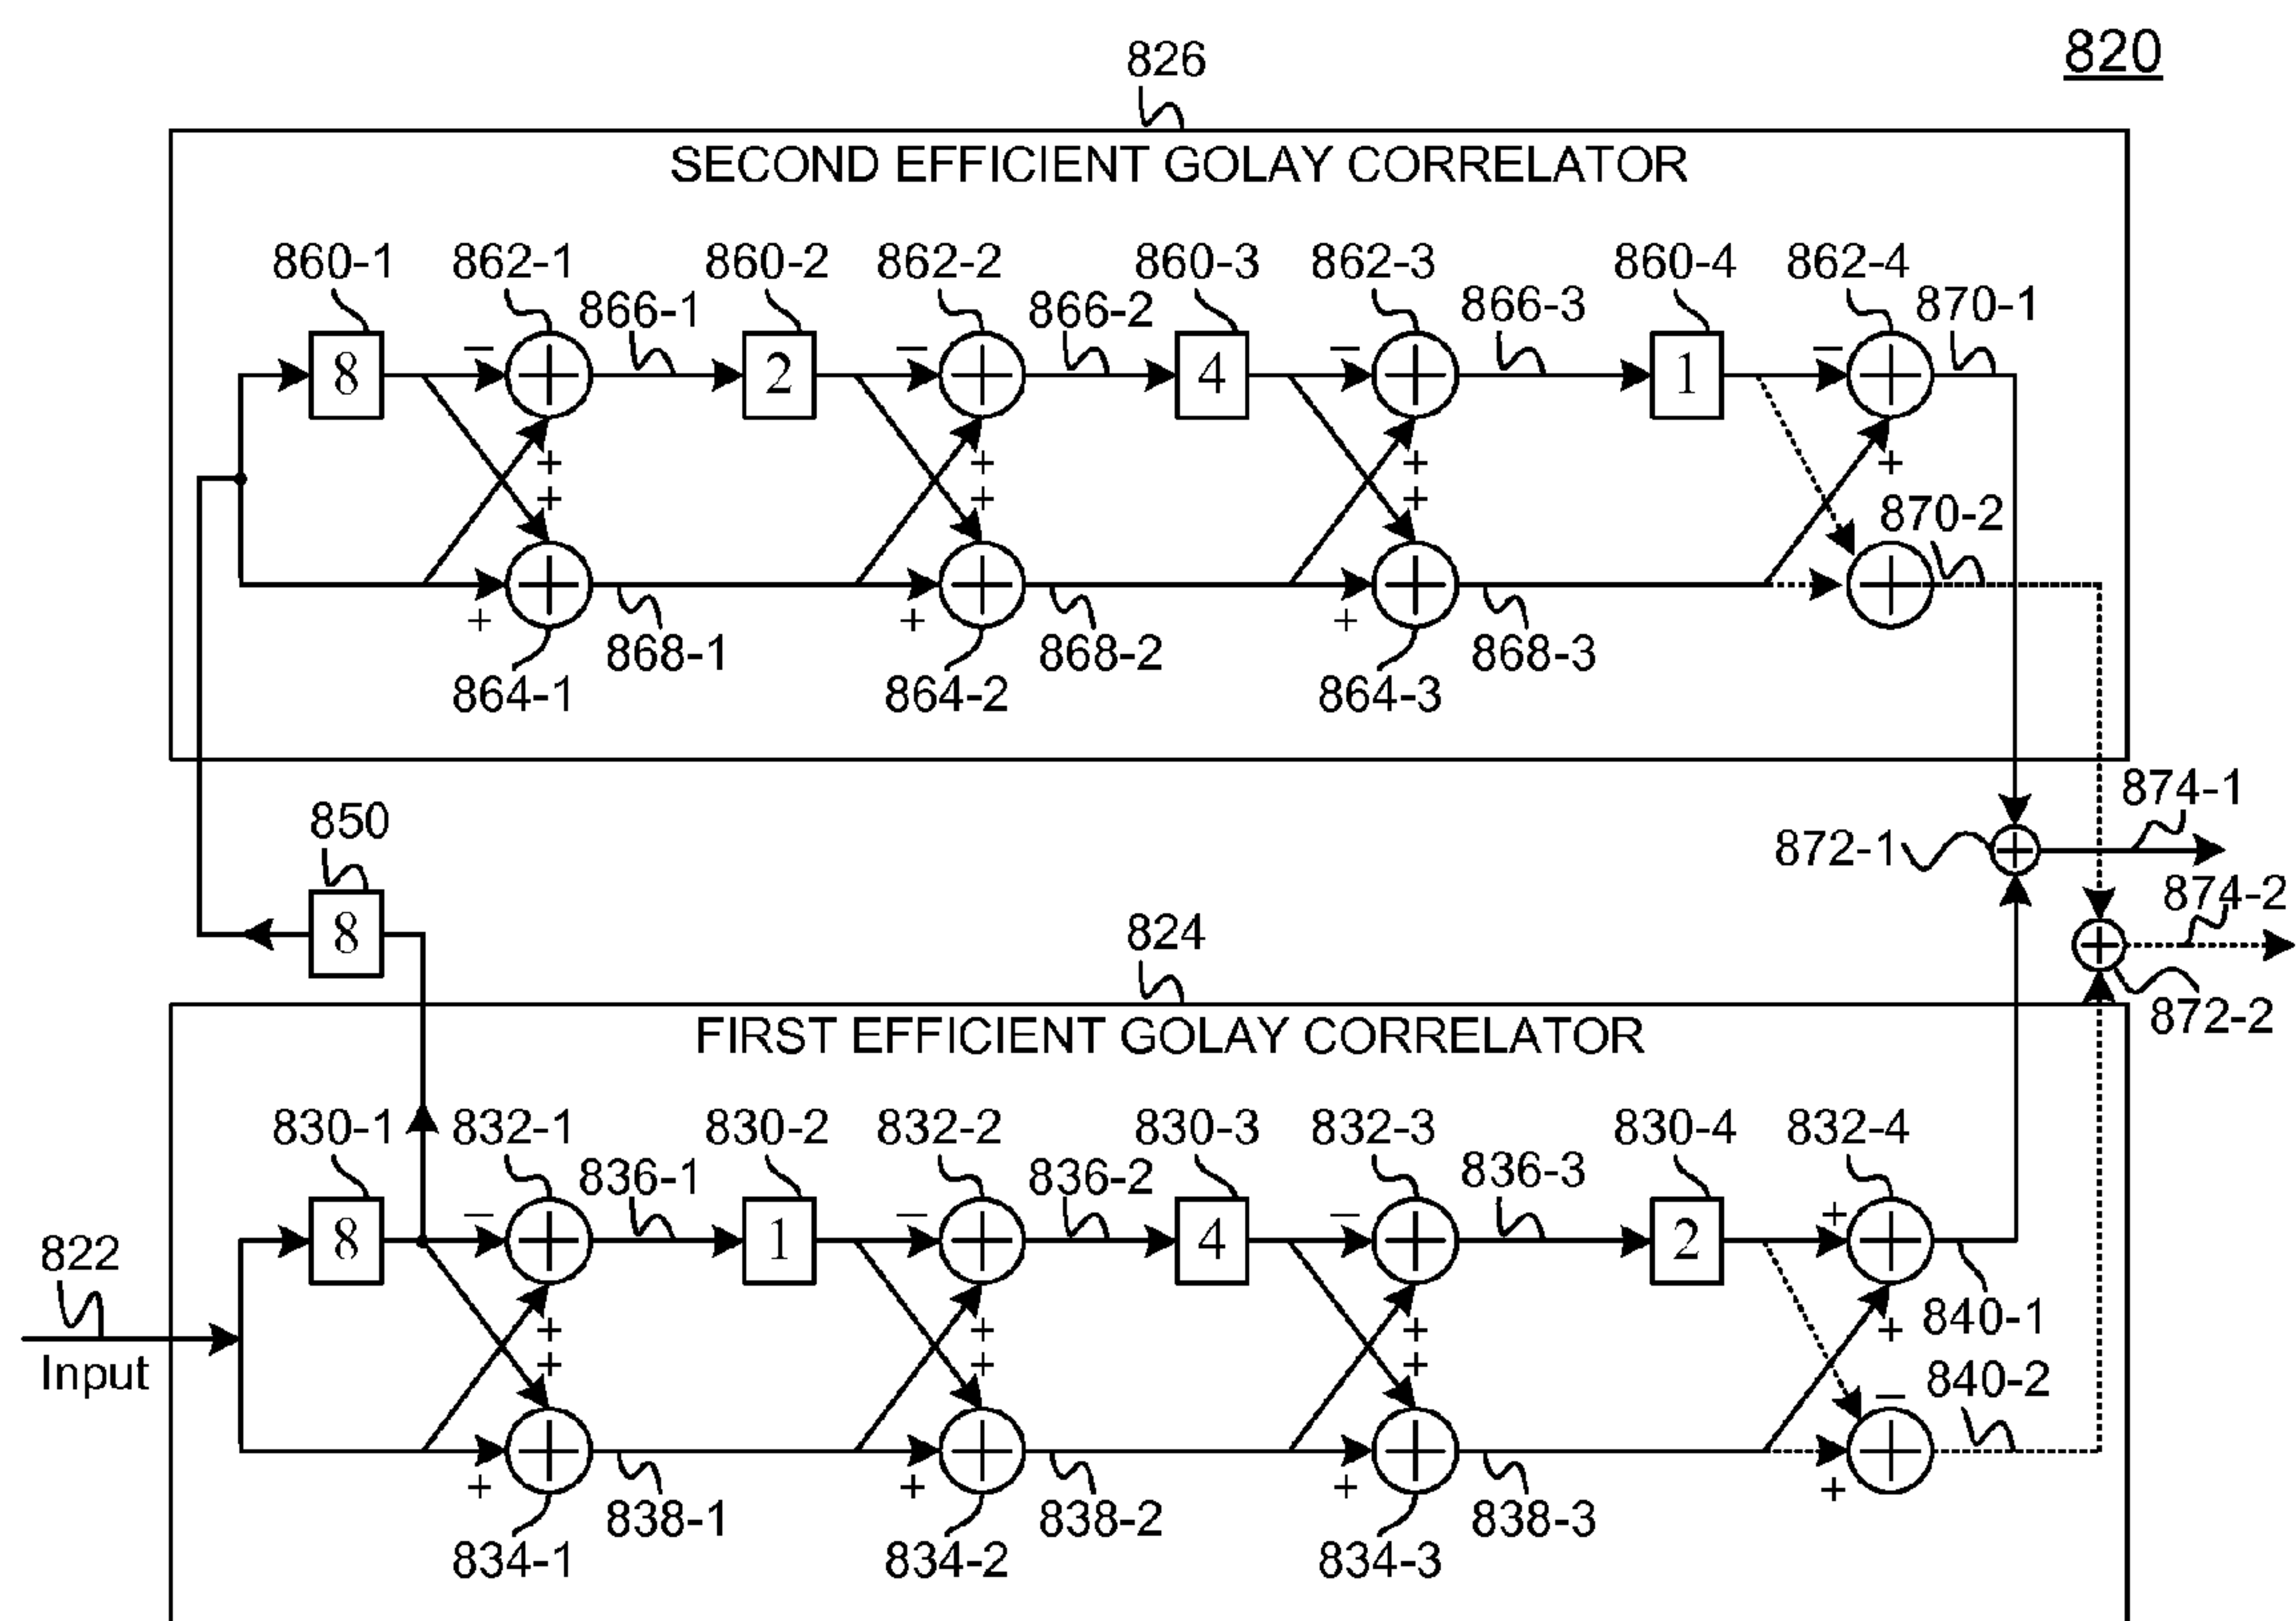 820
826
SECOND EFFICIENT GOLAY CORRELATOR
860-1 862-1 860-2 862-2 860-3 862-3 860-4 862-4
866-1 866-2 866-3 870-1
8 − + 2 − + 4 − + 1 − +
+ + + +
+ + +
870-2
+ + + + + + +
868-1 868-2 868-3
864-1 864-2 864-3
850
8
874-1
872-1 +
874-2
+
872-2
824
FIRST EFFICIENT GOLAY CORRELATOR
830-1 832-1 830-2 832-2 830-3 832-3 830-4 832-4
836-1 836-2 836-3
8 − + 1 − + 4 − + 2 + +
822
Input
+ + + +
+ + +
840-1
840-2
−
+ + + + + + + +
838-1 838-2 838-3
834-1 834-2 834-3